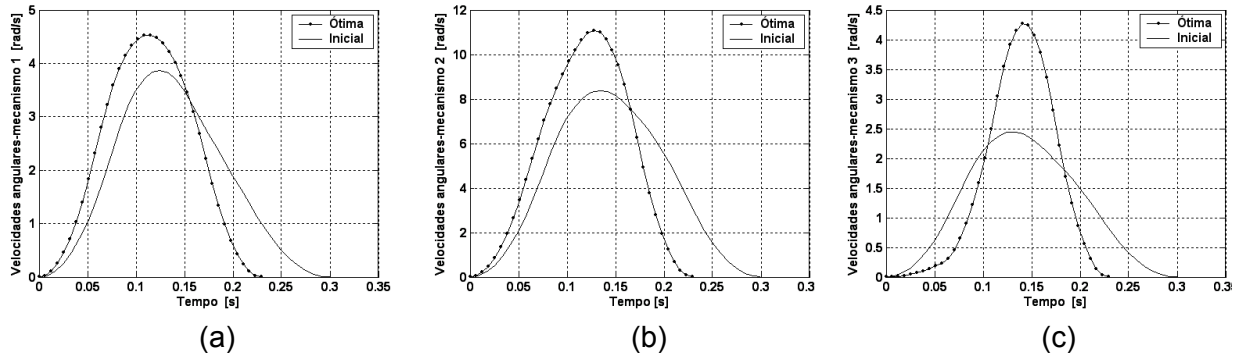 Velocidades angulares-mecanismo 1 [rad/s]
5
4
3
2
1
0
0 0.05 0.1 0.15 0.2 0.25 0.3 0.35
Tempo [s]
Ótima
Inicial
(a)
Velocidades angulares-mecanismo 2 [rad/s]
12
10
8
6
4
2
0
0 0.05 0.1 0.15 0.2 0.25 0.3 0.35
Tempo [s]
Ótima
Inicial
(b)
Velocidades angulares-mecanismo 3 [rad/s]
4.5
4
3.5
3
2.5
2
1.5
1
0.5
0
0 0.05 0.1 0.15 0.2 0.25 0.3
Tempo [s]
Ótima
Inicial
(c)